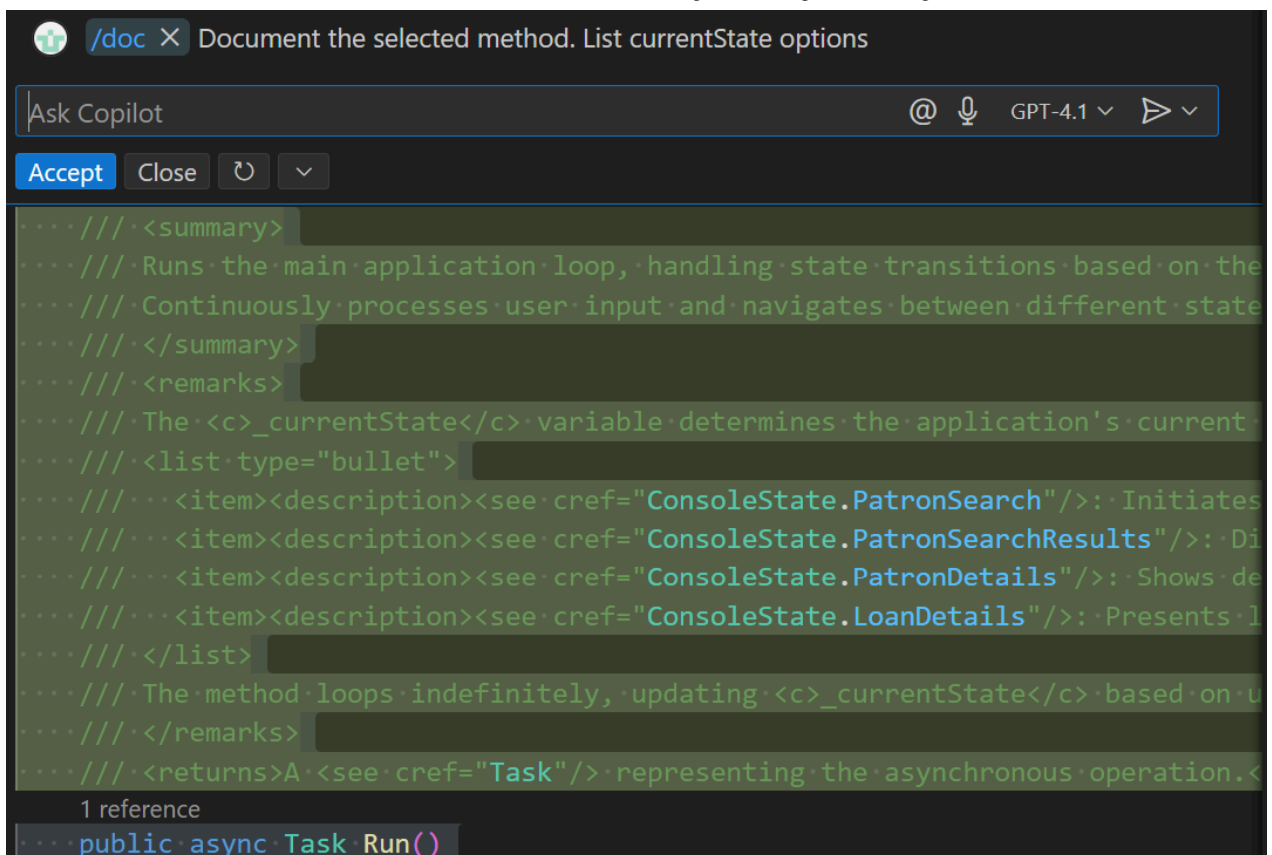 /doc × Document the selected method. List currentState options
Ask Copilot @ GPT-4.1
Accept Close
/// <summary>
/// Runs the main application loop, handling state transitions based on the
/// Continuously processes user input and navigates between different state
/// </summary>
/// <remarks>
/// The <c>_currentState</c> variable determines the application's current
/// <list type="bullet">
///   <item><description><see cref="ConsoleState.PatronSearch"/>: Initiates
///   <item><description><see cref="ConsoleState.PatronSearchResults"/>: Di
///   <item><description><see cref="ConsoleState.PatronDetails"/>: Shows de
///   <item><description><see cref="ConsoleState.LoanDetails"/>: Presents l
/// </list>
/// The method loops indefinitely, updating <c>_currentState</c> based on u
/// </remarks>
/// <returns>A <see cref="Task"/> representing the asynchronous operation.<
1 reference
public async Task Run()